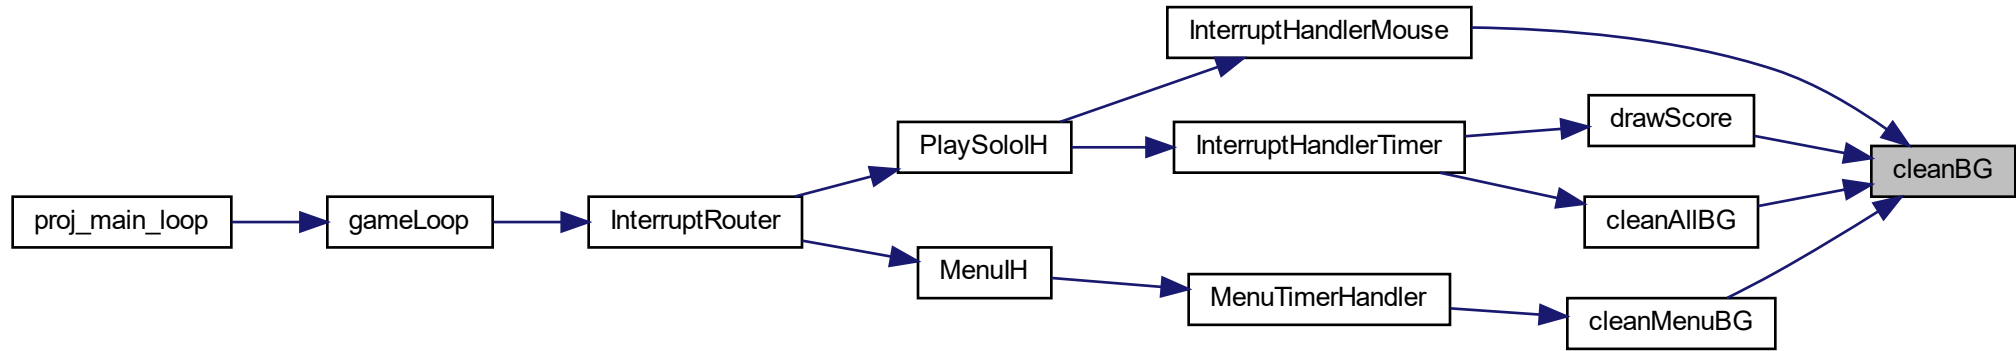 InterruptHandlerMouse
drawScore
PlaySoloIH
InterruptHandlerTimer
cleanBG
proj_main_loop
gameLoop
InterruptRouter
cleanAllBG
MenuIH
MenuTimerHandler
cleanMenuBG